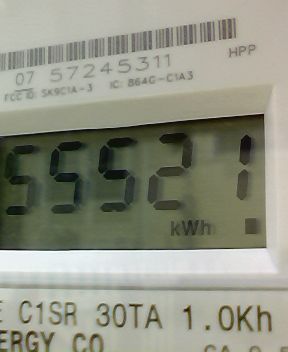 07 57245311
HPP
FCC ID: SK9C1A-3 IC: 864G-C1A3
55521
kWh
C1SR 30TA 1.0Kh
ERGY CO